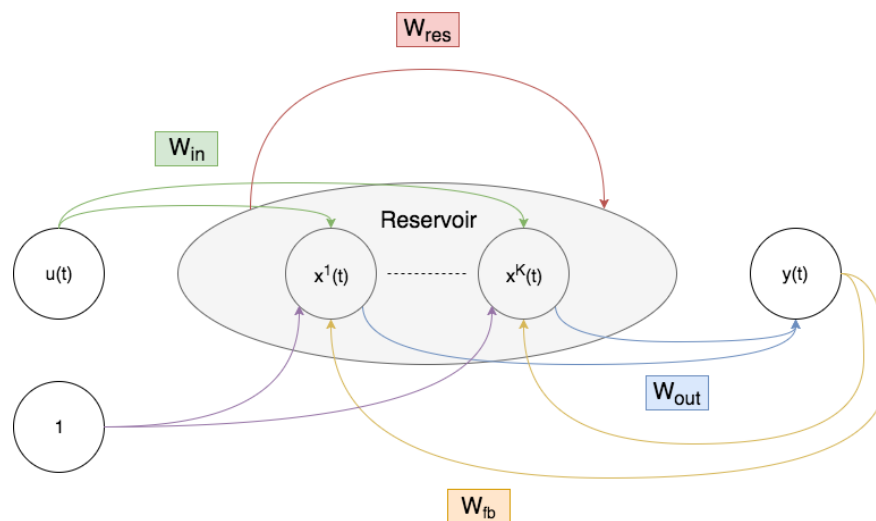 W_res
W_in
Reservoir
u(t)
x^1(t)
x^K(t)
y(t)
W_out
1
W_fb